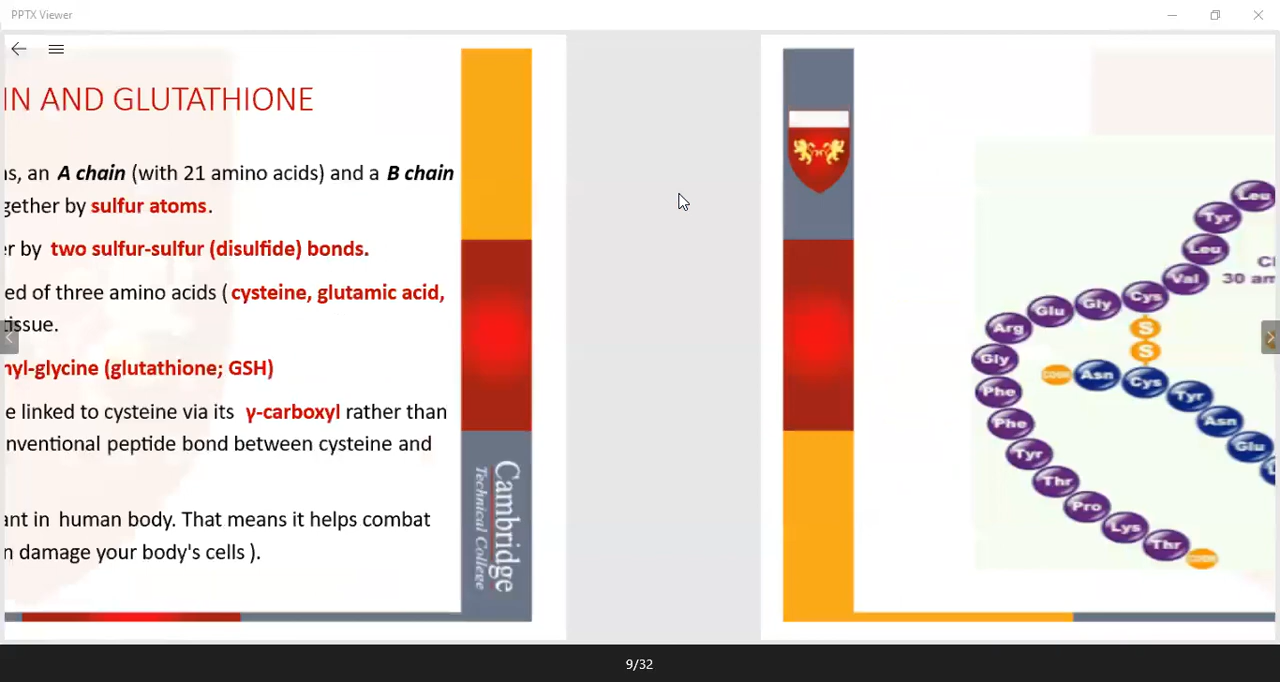 PPTX Viewer
IN AND GLUTATHIONE
ns, an A chain (with 21 amino acids) and a B chain
gether by sulfur atoms.
er by two sulfur-sulfur (disulfide) bonds.
ed of three amino acids ( cysteine, glutamic acid,
tissue.
nyl-glycine (glutathione; GSH)
e linked to cysteine via its γ-carboxyl rather than
nventional peptide bond between cysteine and
ant in human body. That means it helps combat
n damage your body's cells ).
Cambridge
Technical College
Leu
Tyr
Leu
Val
30 am
Cys
Gly
Glu
Arg
Gly
Phe
Phe
Tyr
Thr
Pro
Lys
Thr
COOH
S
S
COOH
Asn
Cys
Tyr
Asn
Glu
9/32